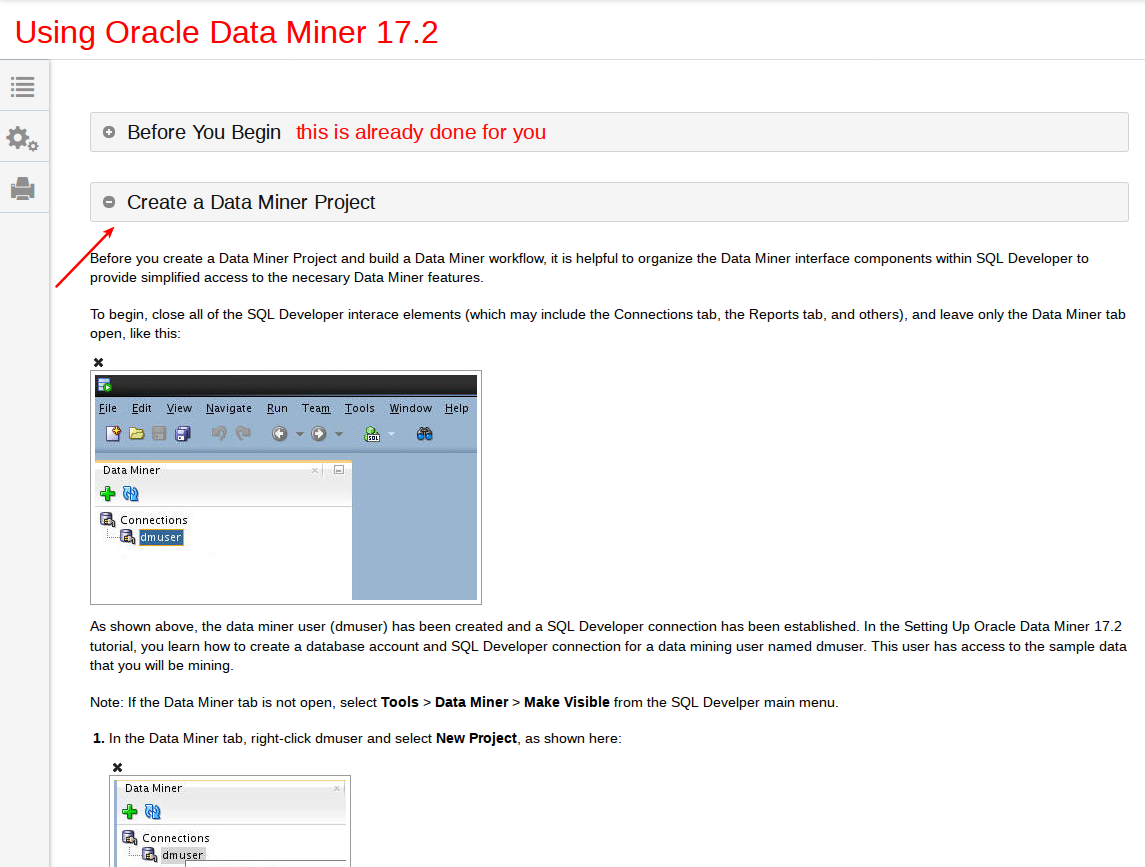 Using Oracle Data Miner 17.2
Before You Begin this is already done for you
Create a Data Miner Project
Before you create a Data Miner Project and build a Data Miner workflow, it is helpful to organize the Data Miner interface components within SQL Developer to
provide simplified access to the necesary Data Miner features.
To begin, close all of the SQL Developer interace elements (which may include the Connections tab, the Reports tab, and others), and leave only the Data Miner tab
open, like this:
File Edit View Navigate Run Team Tools Window Help
SQL
Data Miner
Connections
dmuser
As shown above, the data miner user (dmuser) has been created and a SQL Developer connection has been established. In the Setting Up Oracle Data Miner 17.2
tutorial, you learn how to create a database account and SQL Developer connection for a data mining user named dmuser. This user has access to the sample data
that you will be mining.
Note: If the Data Miner tab is not open, select Tools > Data Miner > Make Visible from the SQL Develper main menu.
1. In the Data Miner tab, right-click dmuser and select New Project, as shown here:
Data Miner
Connections
dmuser